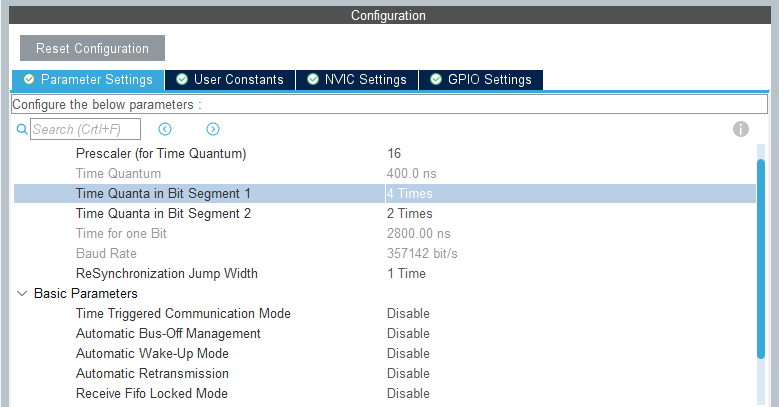 Configuration
Reset Configuration
Parameter Settings User Constants NVIC Settings GPIO Settings
Configure the below parameters :
Search (CrtI+F)
Prescaler (for Time Quantum) 16
Time Quantum 400.0 ns
Time Quanta in Bit Segment 1 4 Times
Time Quanta in Bit Segment 2 2 Times
Time for one Bit 2800.00 ns
Baud Rate 357142 bit/s
ReSynchronization Jump Width 1 Time
Basic Parameters
Time Triggered Communication Mode Disable
Automatic Bus-Off Management Disable
Automatic Wake-Up Mode Disable
Automatic Retransmission Disable
Receive Fifo Locked Mode Disable